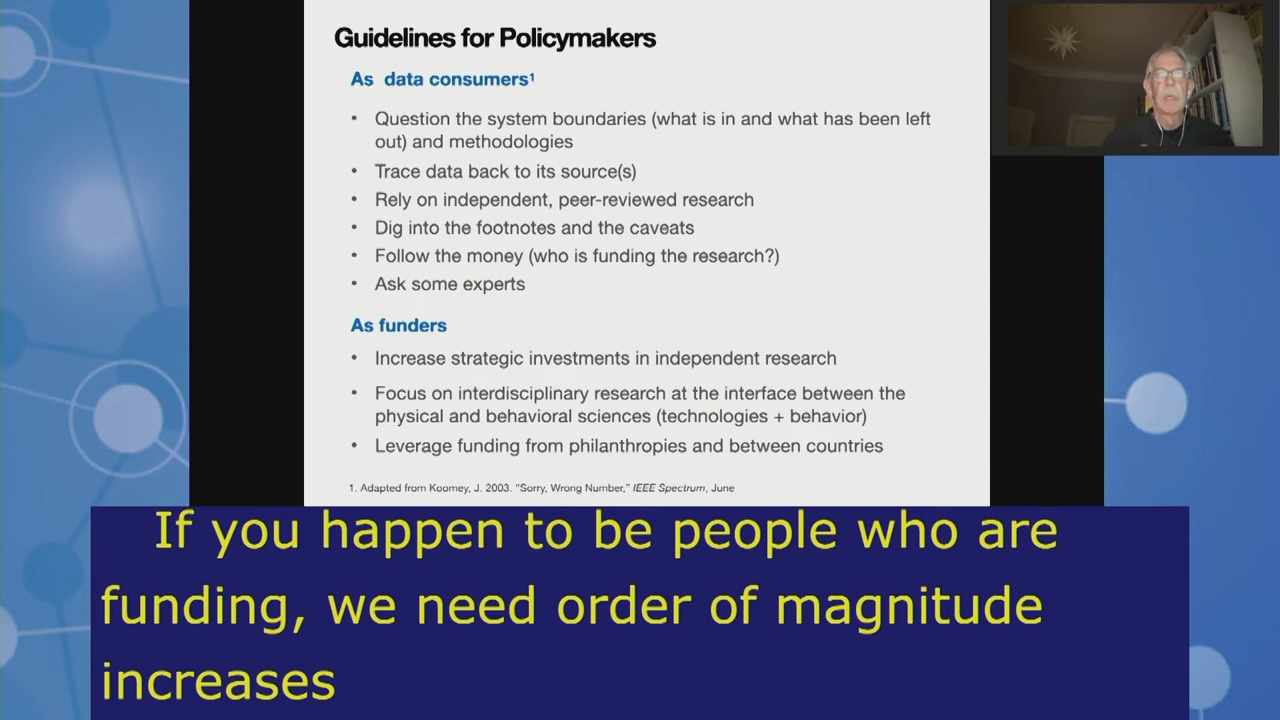 Guidelines for Policymakers
As data consumers¹
• Question the system boundaries (what is in and what has been left
out) and methodologies
• Trace data back to its source(s)
• Rely on independent, peer-reviewed research
• Dig into the footnotes and the caveats
• Follow the money (who is funding the research?)
• Ask some experts
As funders
• Increase strategic investments in independent research
• Focus on interdisciplinary research at the interface between the
physical and behavioral sciences (technologies + behavior)
• Leverage funding from philanthropies and between countries
1. Adapted from Koomey, J. 2003. "Sorry, Wrong Number," IEEE Spectrum, June
If you happen to be people who are
funding, we need order of magnitude
increases